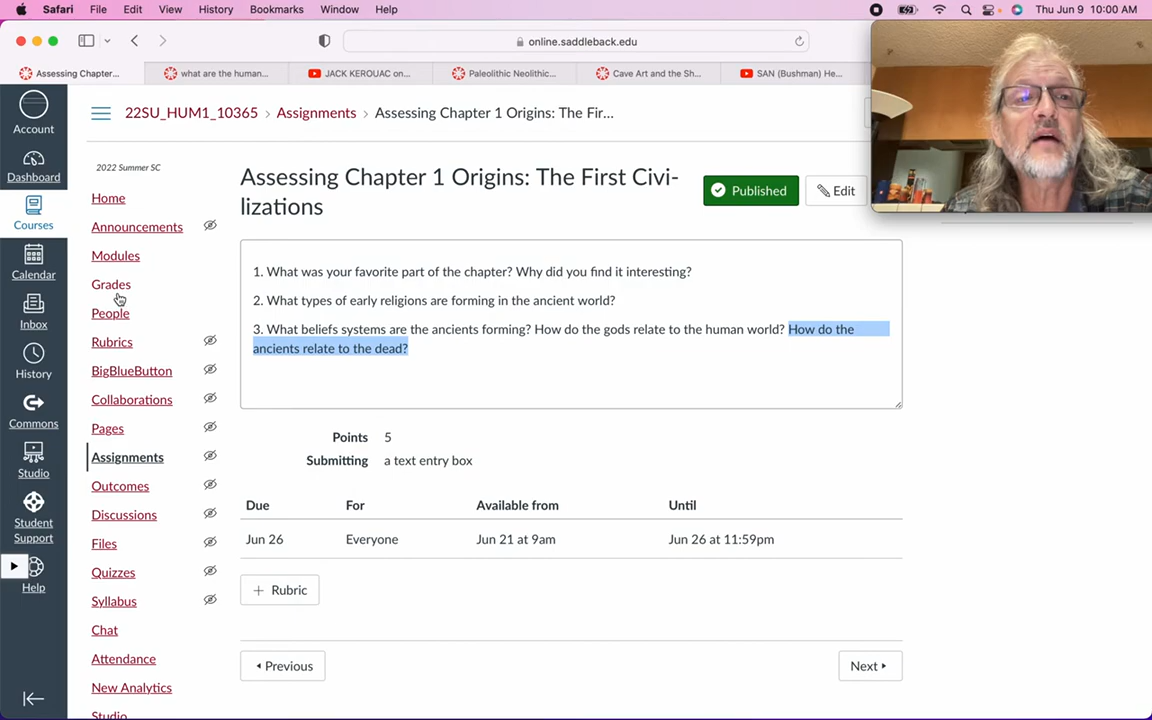 Safari File Edit View History Bookmarks Window Help Thu Jun 9 10:00 AM
online.saddleback.edu
Assessing Chapter... what are the human... JACK KEROUAC on... Paleolithic Neolithic... Cave Art and the Sh... SAN (Bushman) He...
Account
Dashboard
Courses
Calendar
Inbox
History
Commons
Studio
Student
Support
Help
22SU_HUM1_10365 › Assignments › Assessing Chapter 1 Origins: The Fir...
2022 Summer SC
Home
Announcements
Modules
Grades
People
Rubrics
BigBlueButton
Collaborations
Pages
Assignments
Outcomes
Discussions
Files
Quizzes
Syllabus
Chat
Attendance
New Analytics
Studio
Assessing Chapter 1 Origins: The First Civi-
lizations
Published
Edit
1. What was your favorite part of the chapter? Why did you find it interesting?
2. What types of early religions are forming in the ancient world?
3. What beliefs systems are the ancients forming? How do the gods relate to the human world? How do the
ancients relate to the dead?
Points 5
Submitting a text entry box
Due For Available from Until
Jun 26 Everyone Jun 21 at 9am Jun 26 at 11:59pm
+ Rubric
Previous
Next